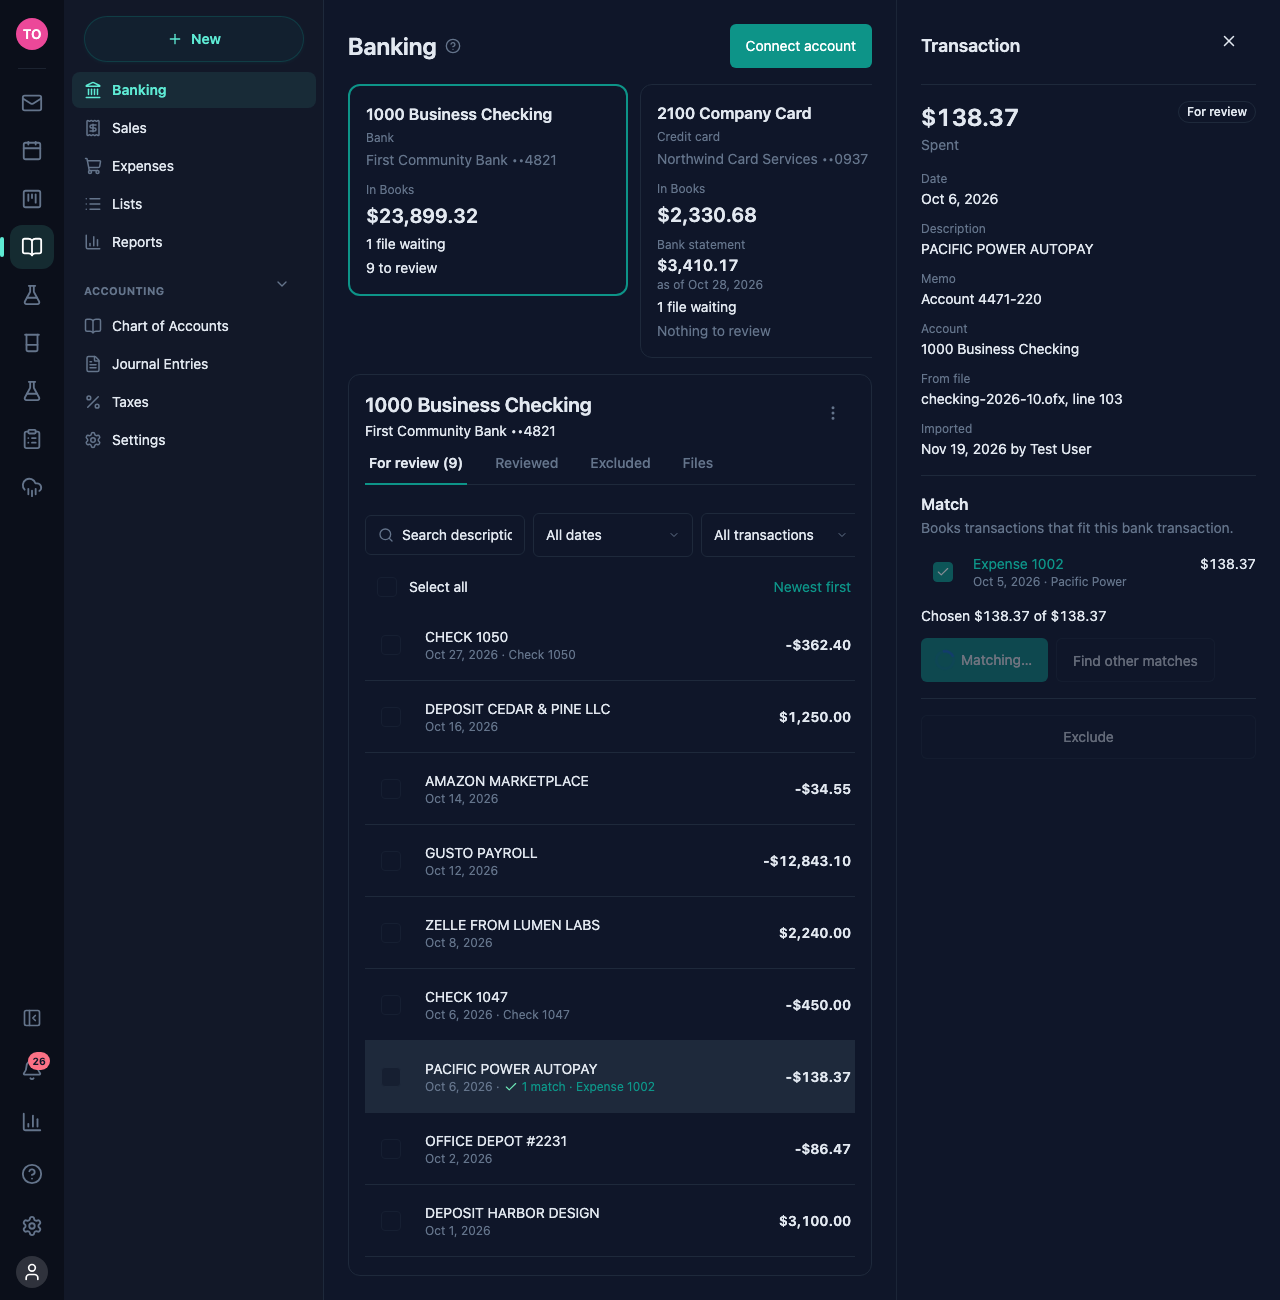 TO
New
Banking
Sales
Expenses
Lists
Reports
ACCOUNTING
Chart of Accounts
Journal Entries
Taxes
Settings
26
Banking
Connect account
1000 Business Checking
Bank
First Community Bank ••4821
In Books
$23,899.32
1 file waiting
9 to review
2100 Company Card
Credit card
Northwind Card Services ••0937
In Books
$2,330.68
Bank statement
$3,410.17
as of Oct 28, 2026
1 file waiting
Nothing to review
1000 Business Checking
First Community Bank ••4821
For review (9)
Reviewed
Excluded
Files
Search descriptic
All dates
All transactions
Select all
Newest first
CHECK 1050
Oct 27, 2026 · Check 1050
-$362.40
DEPOSIT CEDAR & PINE LLC
Oct 16, 2026
$1,250.00
AMAZON MARKETPLACE
Oct 14, 2026
-$34.55
GUSTO PAYROLL
Oct 12, 2026
-$12,843.10
ZELLE FROM LUMEN LABS
Oct 8, 2026
$2,240.00
CHECK 1047
Oct 6, 2026 · Check 1047
-$450.00
PACIFIC POWER AUTOPAY
Oct 6, 2026 · ✓ 1 match · Expense 1002
-$138.37
OFFICE DEPOT #2231
Oct 2, 2026
-$86.47
DEPOSIT HARBOR DESIGN
Oct 1, 2026
$3,100.00
Transaction
$138.37
For review
Spent
Date
Oct 6, 2026
Description
PACIFIC POWER AUTOPAY
Memo
Account 4471-220
Account
1000 Business Checking
From file
checking-2026-10.ofx, line 103
Imported
Nov 19, 2026 by Test User
Match
Books transactions that fit this bank transaction.
Expense 1002
$138.37
Oct 5, 2026 · Pacific Power
Chosen $138.37 of $138.37
Matching...
Find other matches
Exclude